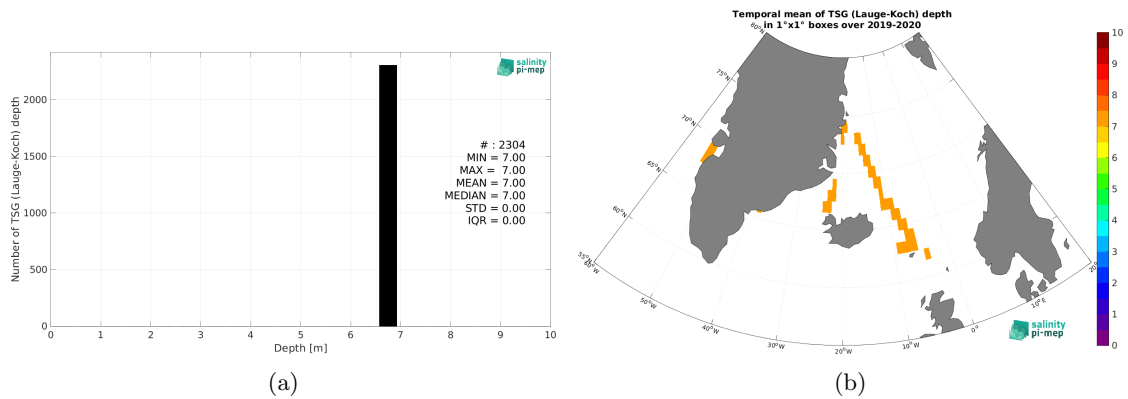 Number of TSG (Lauge-Koch) depth
2000
1500
1000
500
0
0 1 2 3 4 5 6 7 8 9 10
Depth [m]
salinity
pi-mep
# : 2304
MIN = 7.00
MAX = 7.00
MEAN = 7.00
MEDIAN = 7.00
STD = 0.00
IQR = 0.00
(a)
Temporal mean of TSG (Lauge-Koch) depth
in 1°x1° boxes over 2019-2020
80°N
75°N
70°N
65°N
60°N
55°N
60°W
50°W
40°W
30°W
20°W
10°W
0°
10°E
20°
salinity
pi-mep
10
9
8
7
6
5
4
3
2
1
0
(b)